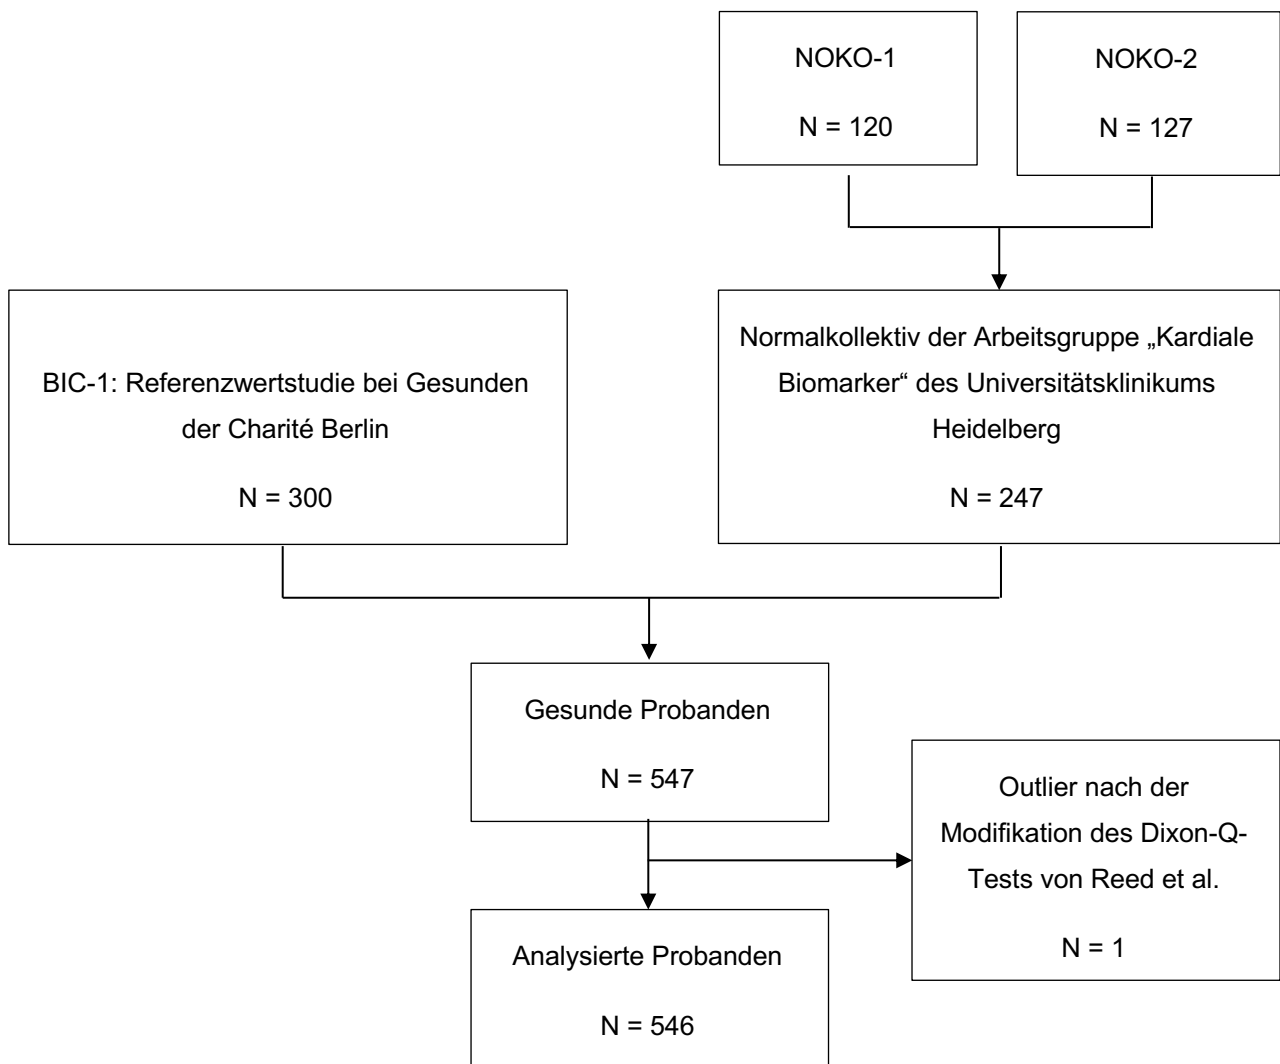 NOKO-1
N = 120
NOKO-2
N = 127
BIC-1: Referenzwertstudie bei Gesunden
der Charité Berlin
N = 300
Normalkollektiv der Arbeitsgruppe „Kardiale
Biomarker“ des Universitätsklinikums
Heidelberg
N = 247
Gesunde Probanden
N = 547
Outlier nach der
Modifikation des Dixon-Q-
Tests von Reed et al.
N = 1
Analysierte Probanden
N = 546